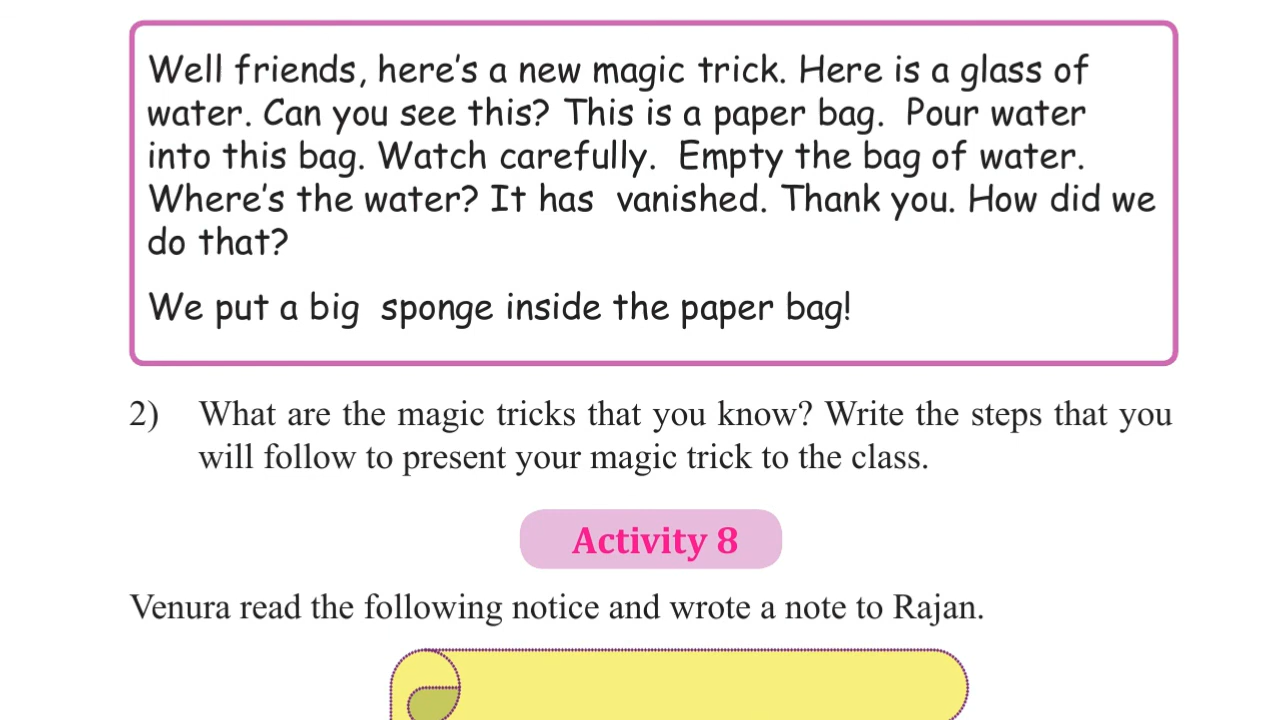 Well friends, here's a new magic trick. Here is a glass of
water. Can you see this? This is a paper bag. Pour water
into this bag. Watch carefully. Empty the bag of water.
Where's the water? It has vanished. Thank you. How did we
do that?
We put a big sponge inside the paper bag!
2) What are the magic tricks that you know? Write the steps that you
will follow to present your magic trick to the class.
Activity 8
Venura read the following notice and wrote a note to Rajan.